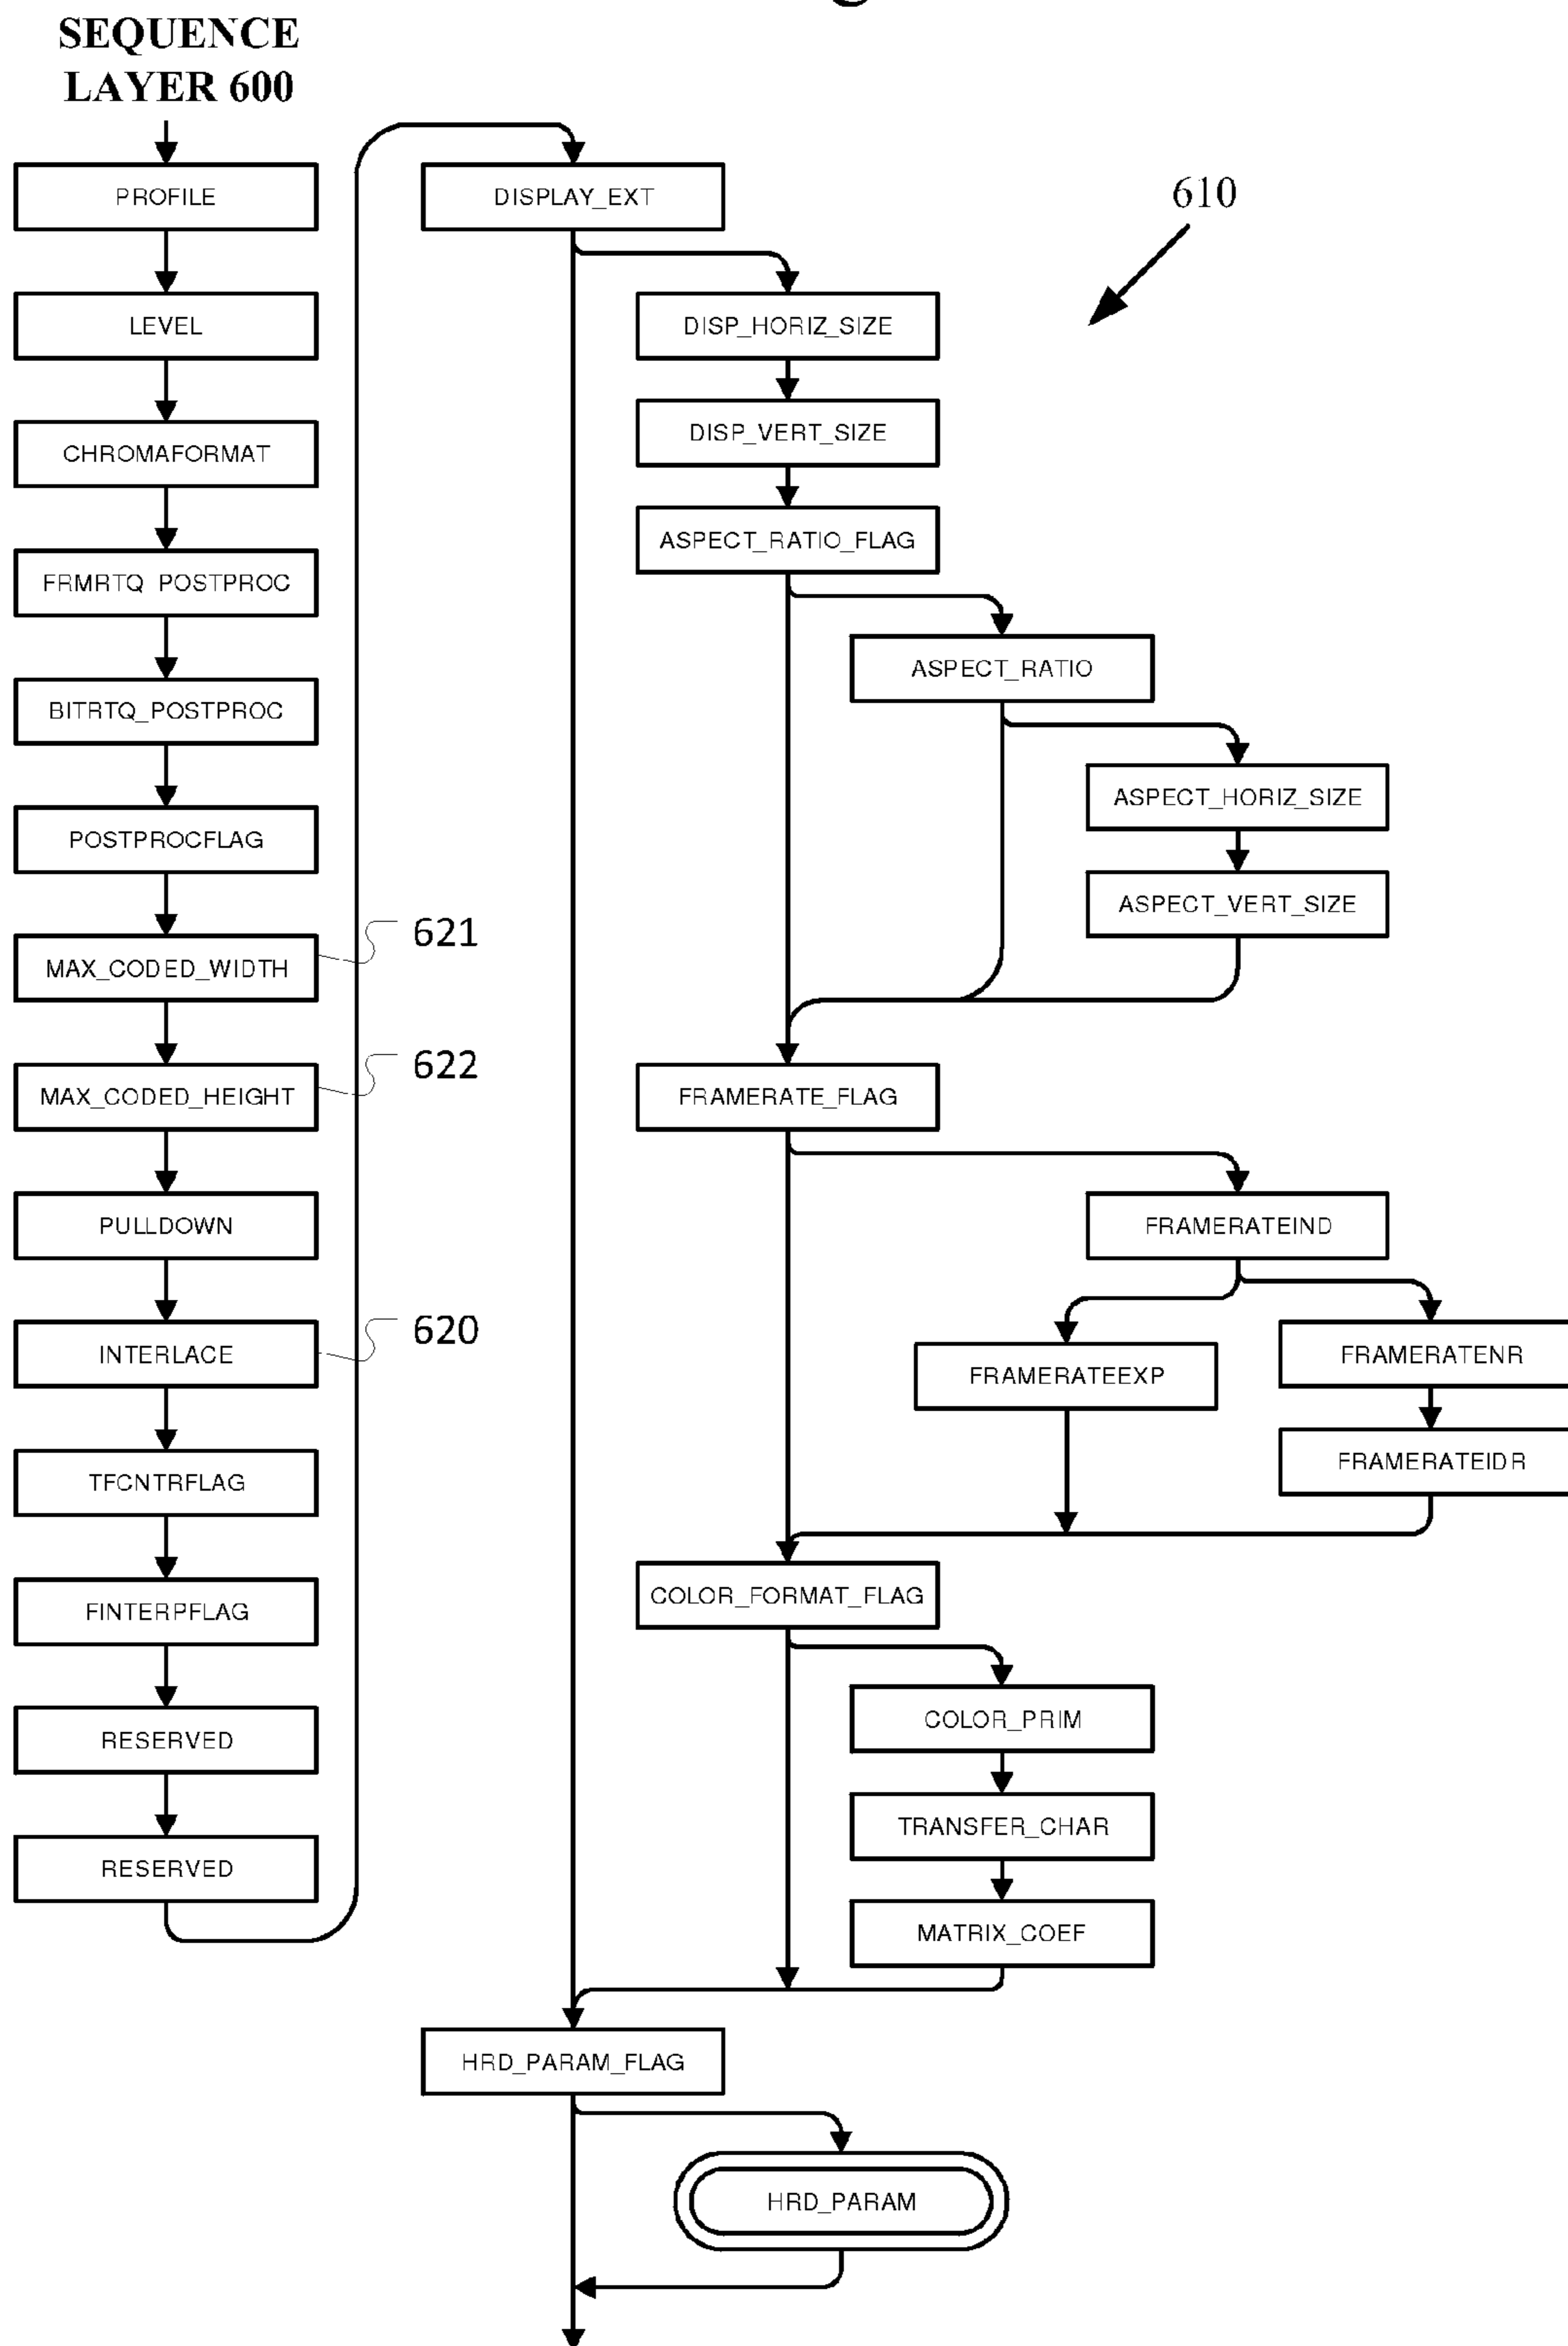 SEQUENCE
LAYER 600
PROFILE
LEVEL
CHROMAFORMAT
FRMRTQ POSTPROC
BITRTQ_POSTPROC
POSTPROCFLAG
MAX_CODED_WIDTH
621
MAX_CODED_HEIGHT
622
PULLDOWN
INTERLACE
620
TFCNTRFLAG
FINTERPFLAG
RESERVED
RESERVED
DISPLAY_EXT
610
DISP_HORIZ_SIZE
DISP_VERT_SIZE
ASPECT_RATIO_FLAG
ASPECT_RATIO
ASPECT_HORIZ_SIZE
ASPECT_VERT_SIZE
FRAMERATE_FLAG
FRAMERATEIND
FRAMERATEEXP
FRAMERATENR
FRAMERATEIDR
COLOR_FORMAT_FLAG
COLOR_PRIM
TRANSFER_CHAR
MATRIX_COEF
HRD_PARAM_FLAG
HRD_PARAM